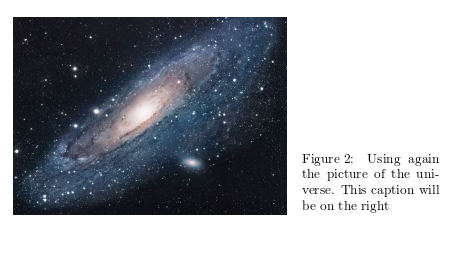 Figure 2: Using again
the picture of the uni-
verse. This caption will
be on the right